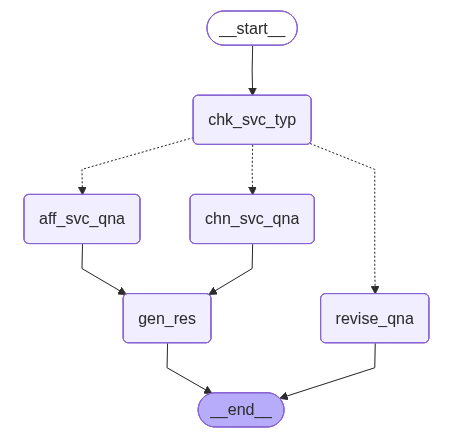 __start__
chk_svc_typ
aff_svc_qna
chn_svc_qna
gen_res
revise_qna
__end__